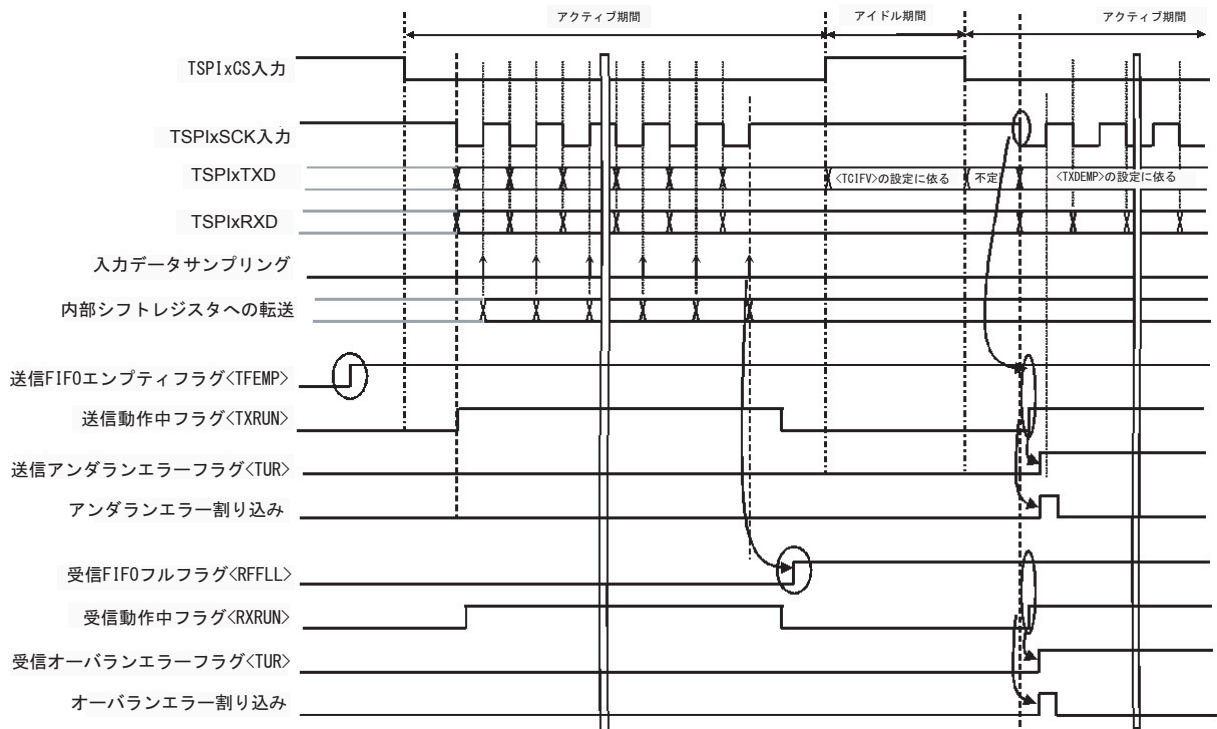 アクティブ期間
アイドル期間
アクティブ期間
TSPIxCS入力
TSPIxSCK入力
TSPIxTXD
<TCIFV>の設定に依る
不定
<TXDEMP>の設定に依る
TSPIxRXD
入力データサンプリング
内部シフトレジスタへの転送
送信FIFOエンプティフラグ<TFEMP>
送信動作中フラグ<TXRUN>
送信アンダランエラーフラグ<TUR>
アンダランエラー割り込み
受信FIFOフルフラグ<RFFLL>
受信動作中フラグ<RXRUN>
受信オーバランエラーフラグ<TUR>
オーバランエラー割り込み